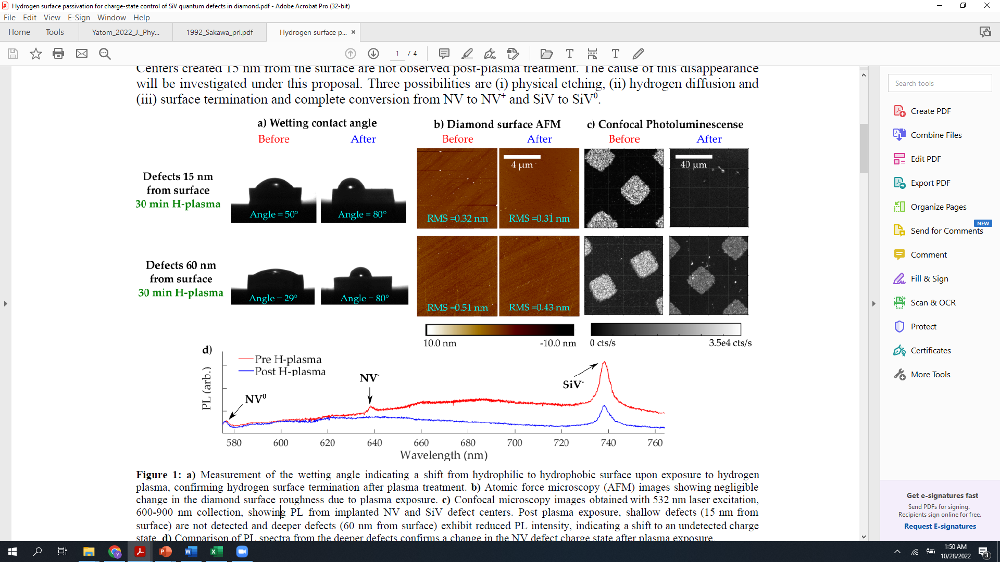 Hydrogen surface passivation for charge-state control of SiV quantum defects in diamond.pdf - Adobe Acrobat Pro (32-bit)
File Edit View E-Sign Window Help
Home Tools Yatom_2022_J._Phy... 1992_Sakawa_prl.pdf Hydrogen surface p... ×
1 / 4
Centers created 15 nm from the surface are not observed post-plasma treatment. The cause of this disappearance
will be investigated under this proposal. Three possibilities are (i) physical etching, (ii) hydrogen diffusion and
(iii) surface termination and complete conversion from NV to NV⁺ and SiV to SiV⁰.
a) Wetting contact angle
Before After
b) Diamond surface AFM
Before After
c) Confocal Photoluminescense
Before After
Defects 15 nm
from surface
30 min H-plasma
Angle = 50°
Angle = 80°
RMS =0.32 nm
4 µm
RMS =0.31 nm
40 µm
Defects 60 nm
from surface
30 min H-plasma
Angle = 29°
Angle = 80°
RMS =0.51 nm
RMS =0.43 nm
10.0 nm -10.0 nm
0 cts/s 3.5e4 cts/s
d)
Pre H-plasma
Post H-plasma
PL (arb.)
NV⁰
NV⁻
SiV⁻
580 600 620 640 660 680 700 720 740 760
Wavelength (nm)
Figure 1: a) Measurement of the wetting angle indicating a shift from hydrophilic to hydrophobic surface upon exposure to hydrogen
plasma, confirming hydrogen surface termination after plasma treatment. b) Atomic force microscopy (AFM) images showing negligible
change in the diamond surface roughness due to plasma exposure. c) Confocal microscopy images obtained with 532 nm laser excitation,
600-900 nm collection, showing PL from implanted NV and SiV defect centers. Post plasma exposure, shallow defects (15 nm from
surface) are not detected and deeper defects (60 nm from surface) exhibit reduced PL intensity, indicating a shift to an undetected charge
state. d) Comparison of PL spectra from the deeper defects confirms a change in the NV defect charge state after plasma exposure.
Search tools
Create PDF
Combine Files
Edit PDF
Export PDF
Organize Pages
NEW
Send for Comments
Comment
Fill & Sign
Scan & OCR
Protect
Certificates
More Tools
Get e-signatures fast
Send PDFs for signing.
Recipients sign online for free.
Request E-signatures
1:50 AM
10/28/2022
3